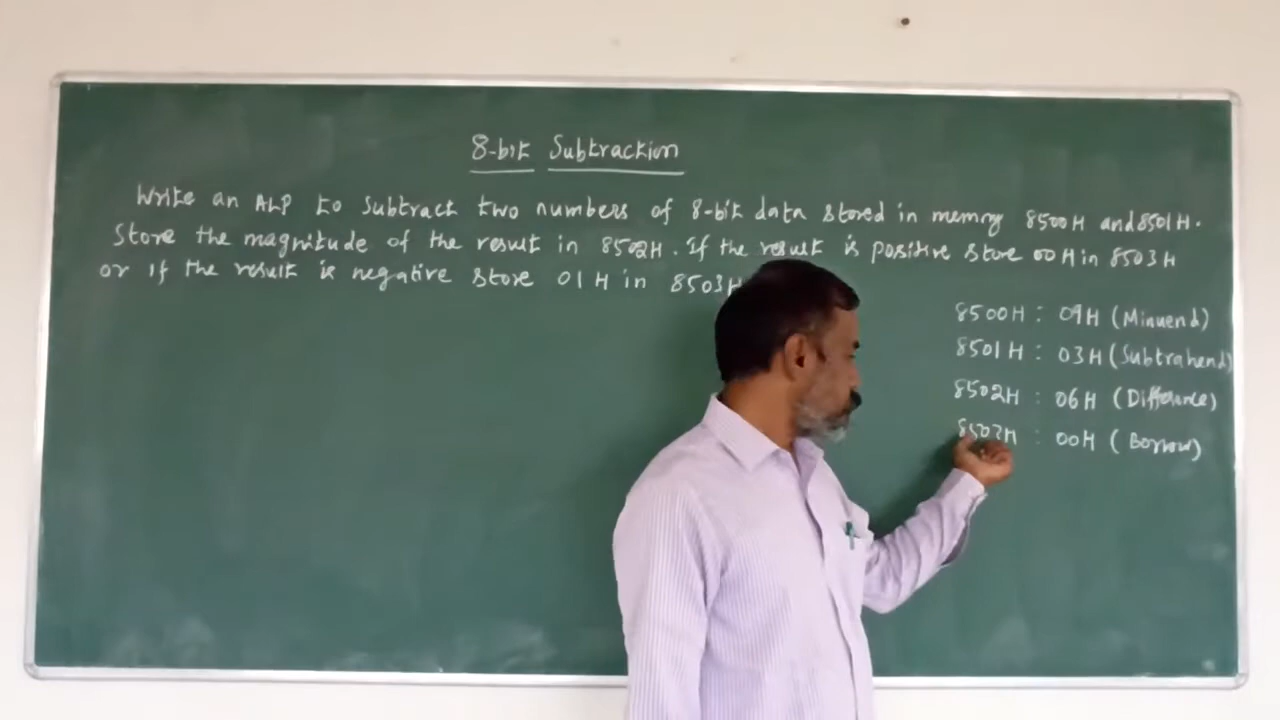 8-bit Subtraction
Write an ALP to subtract two numbers of 8-bit data stored in memory 8500H and 8501H.
Store the magnitude of the result in 8502H. If the result is positive store 00H in 8503H
or if the result is negative store 01H in 8503H
8500H : 09H (Minuend)
8501H : 03H (Subtrahend)
8502H : 06H (Difference)
8503H : 00H (Borrow)